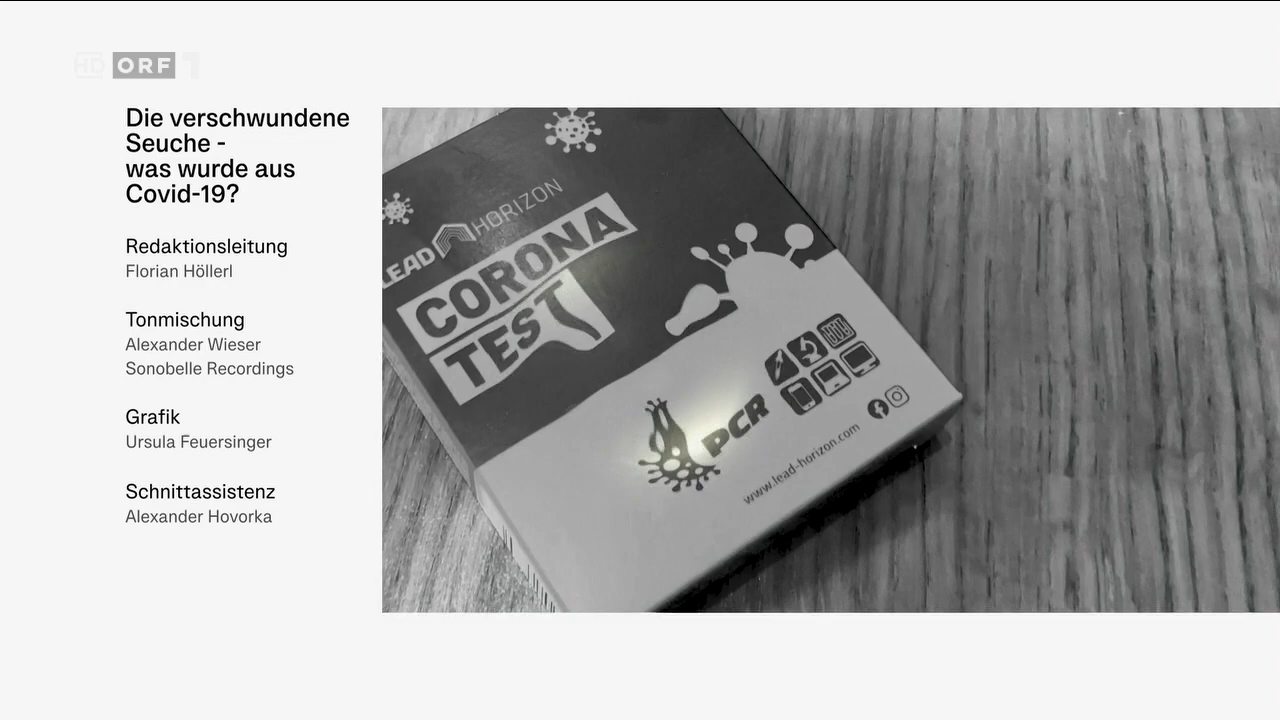 HD ORF 1
Die verschwundene
Seuche -
was wurde aus
Covid-19?
Redaktionsleitung
Florian Höllerl
Tonmischung
Alexander Wieser
Sonobelle Recordings
Grafik
Ursula Feuersinger
Schnittassistenz
Alexander Hovorka
LEAD HORIZON
CORONA
TEST
PCR
www.lead-horizon.com